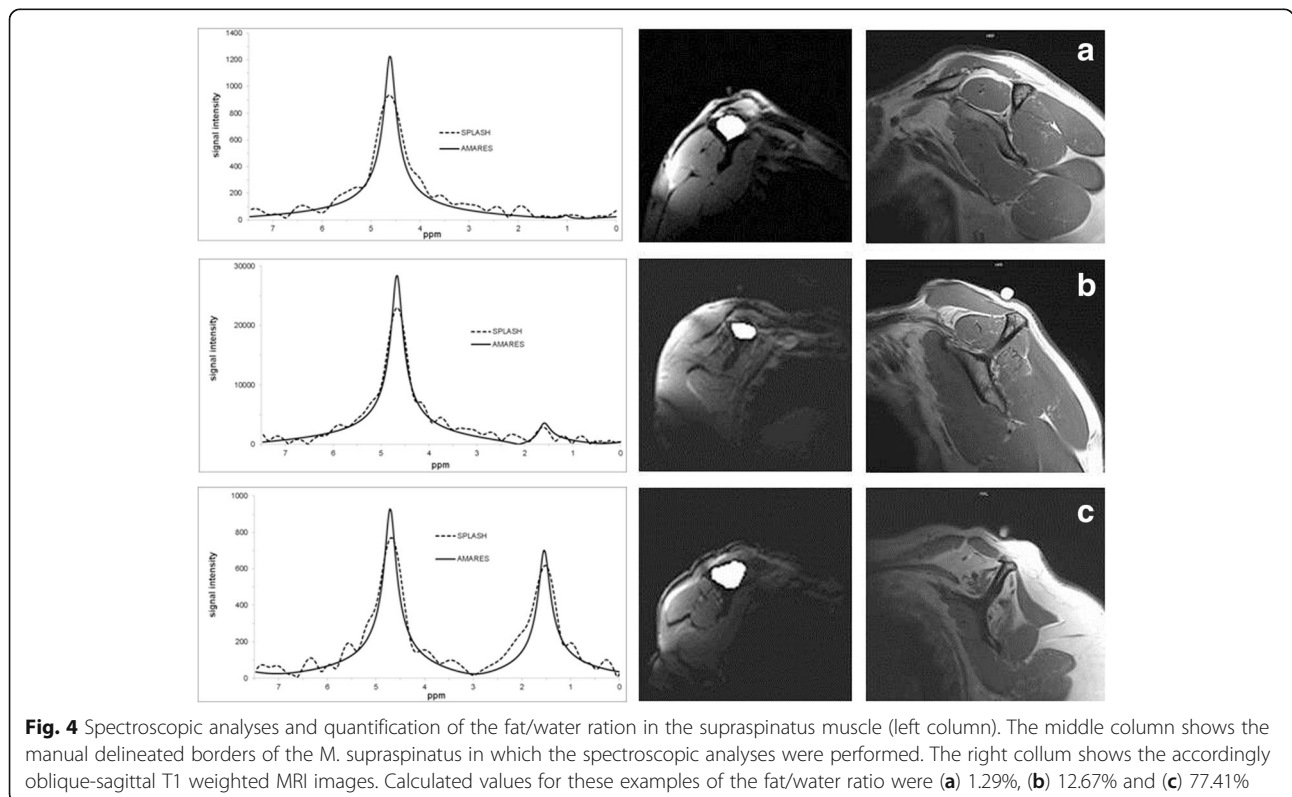 1400
1200
1000
800
600
400
200
0
signal intensity
SPLASH
AMARES
7 6 5 4 3 2 1 0
ppm
a
30000
20000
10000
0
signal intensity
SPLASH
AMARES
7 6 5 4 3 2 1 0
ppm
b
1000
800
600
400
200
0
signal intensity
SPLASH
AMARES
7 6 5 4 3 2 1 0
ppm
c
Fig. 4 Spectroscopic analyses and quantification of the fat/water ration in the supraspinatus muscle (left column). The middle column shows the
manual delineated borders of the M. supraspinatus in which the spectroscopic analyses were performed. The right collum shows the accordingly
oblique-sagittal T1 weighted MRI images. Calculated values for these examples of the fat/water ratio were (a) 1.29%, (b) 12.67% and (c) 77.41%